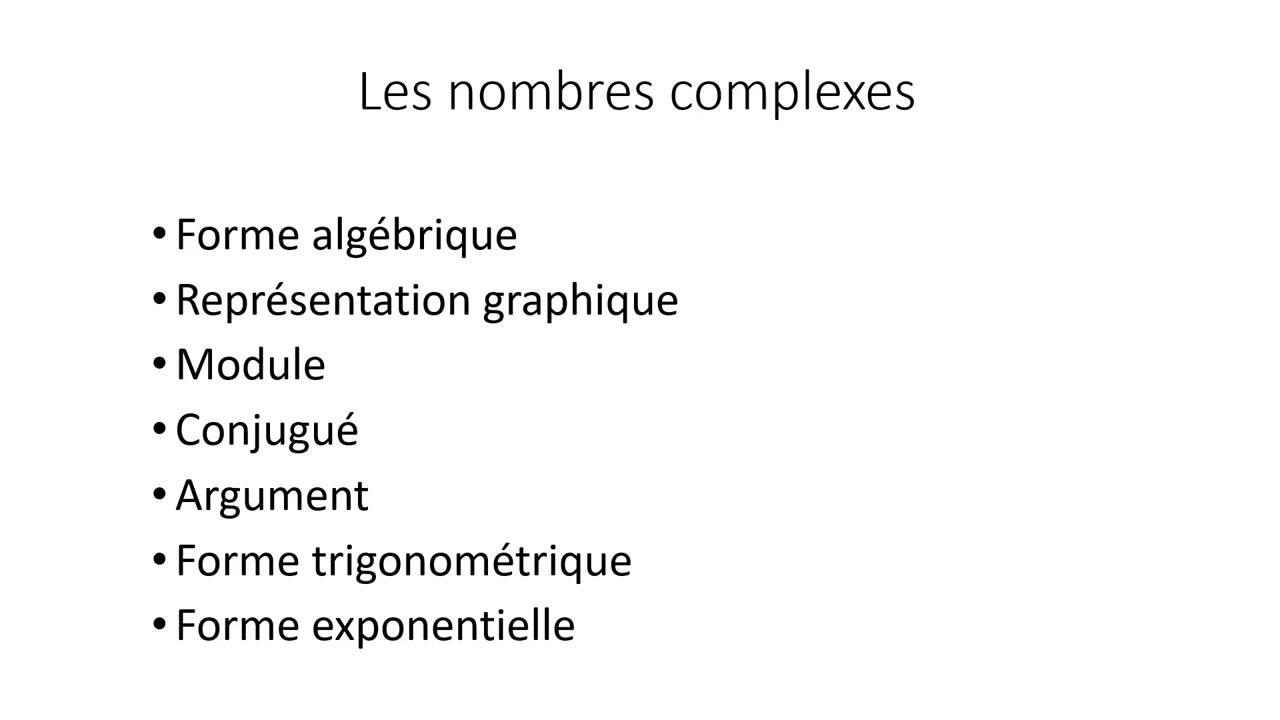 Les nombres complexes
• Forme algébrique
• Représentation graphique
• Module
• Conjugué
• Argument
• Forme trigonométrique
• Forme exponentielle